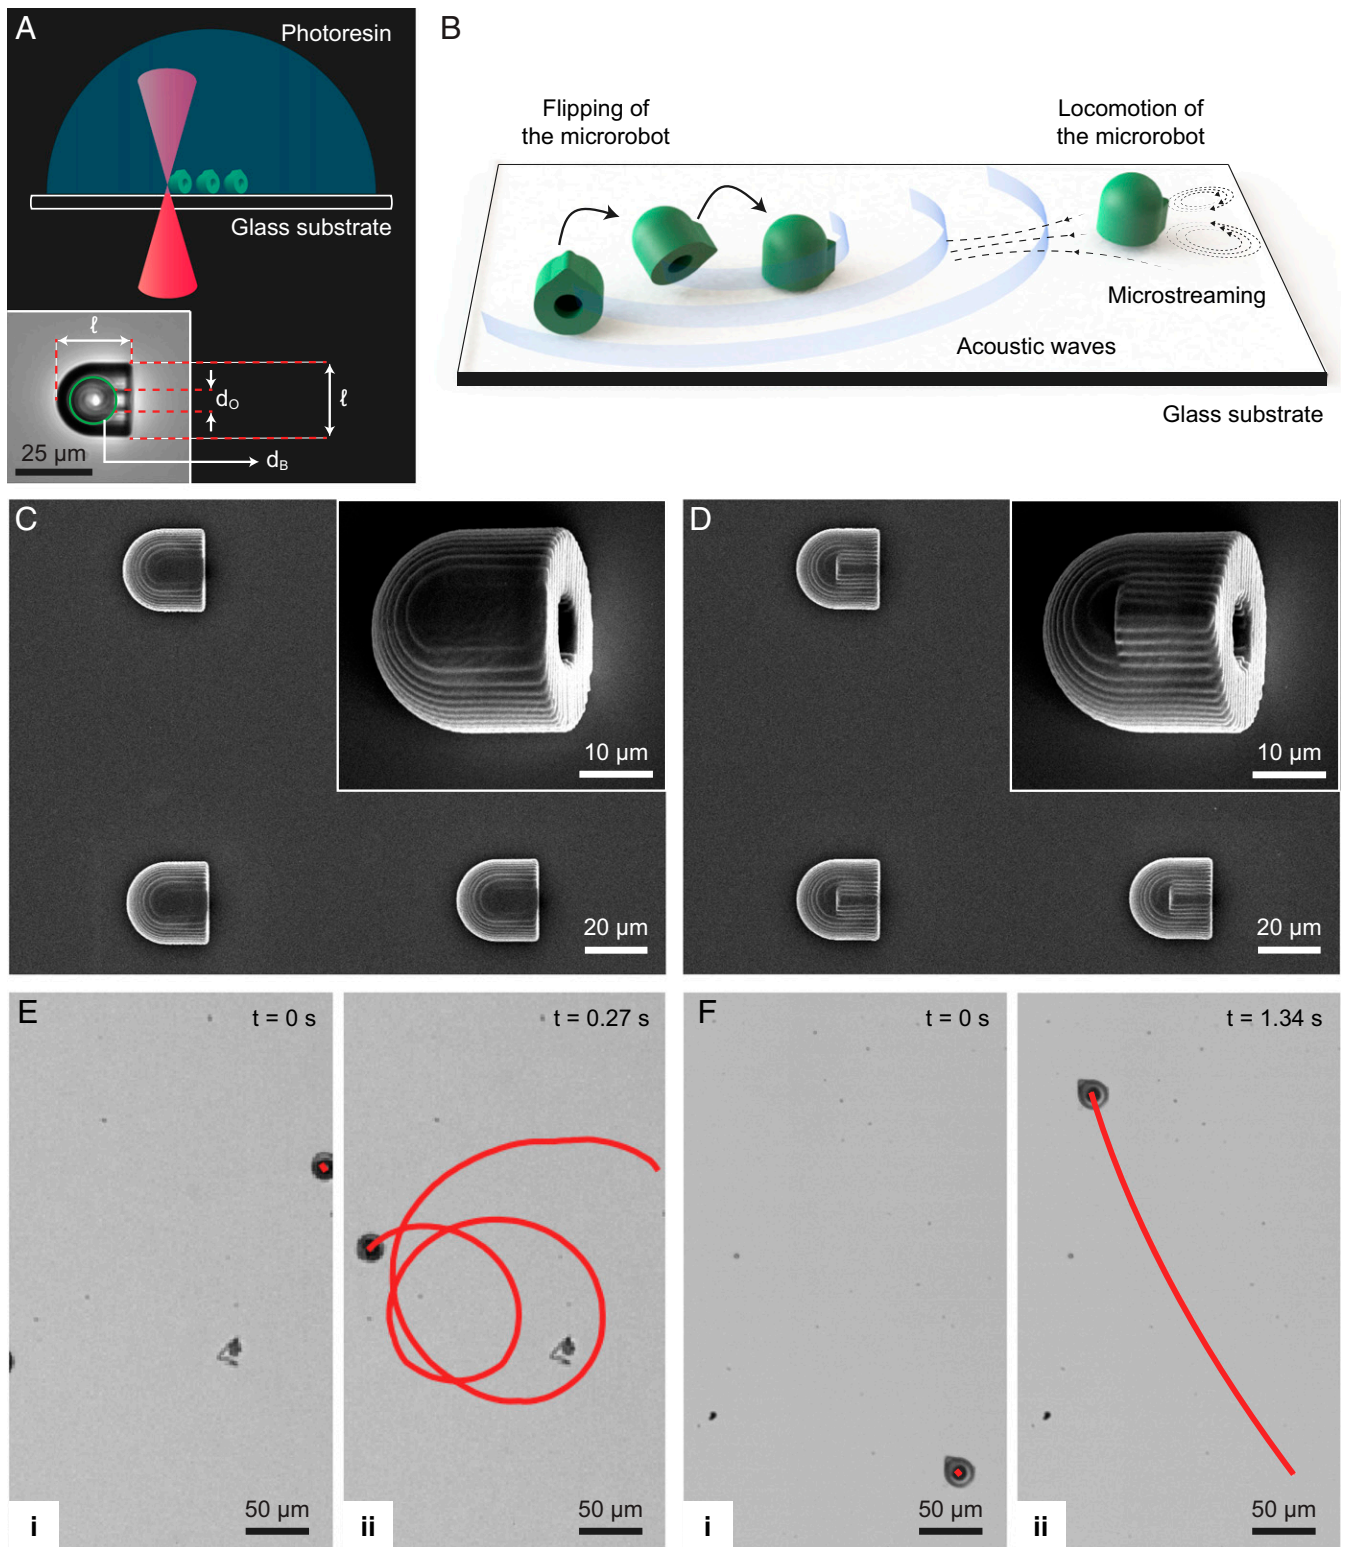 A
Photoresin
Glass substrate
ℓ
dO
ℓ
25 µm
dB
B
Flipping of
the microrobot
Locomotion of
the microrobot
Microstreaming
Acoustic waves
Glass substrate
C
10 µm
20 µm
D
10 µm
20 µm
E
t = 0 s
50 µm
i
t = 0.27 s
50 µm
ii
F
t = 0 s
50 µm
i
t = 1.34 s
50 µm
ii